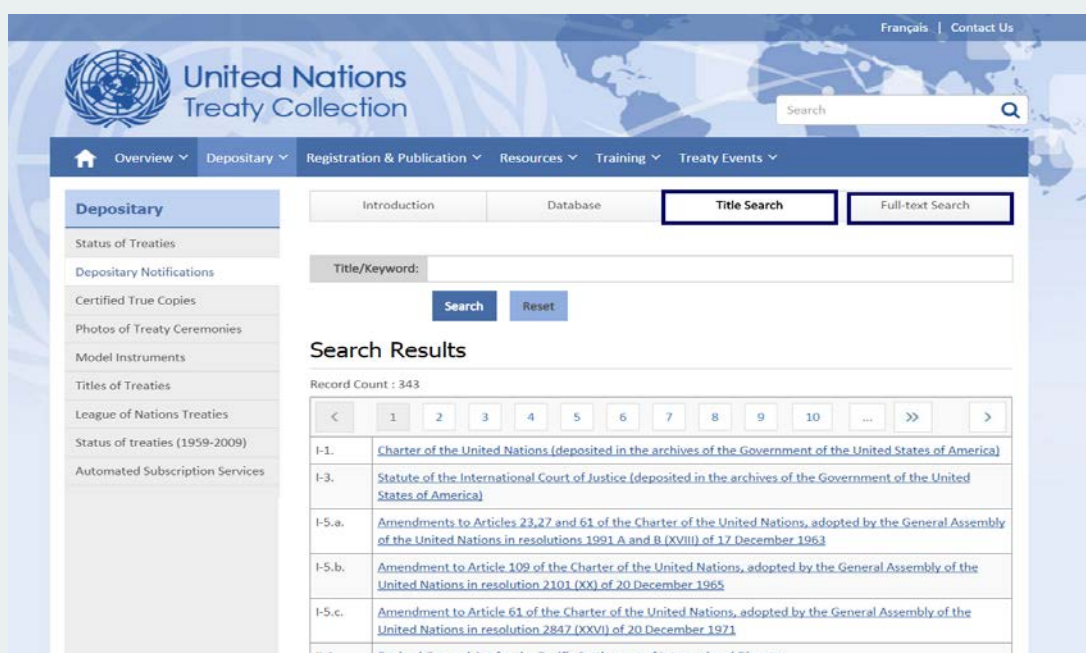 Français | Contact Us
United Nations
Treaty Collection
Search
Overview
Depositary
Registration & Publication
Resources
Training
Treaty Events
Depositary
Status of Treaties
Depositary Notifications
Certified True Copies
Photos of Treaty Ceremonies
Model Instruments
Titles of Treaties
League of Nations Treaties
Status of treaties (1959-2009)
Automated Subscription Services
Introduction
Database
Title Search
Full-text Search
Title/Keyword:
Search
Reset
Search Results
Record Count : 343
< 1 2 3 4 5 6 7 8 9 10 ... >> >
I-1. Charter of the United Nations (deposited in the archives of the Government of the United States of America)
I-3. Statute of the International Court of Justice (deposited in the archives of the Government of the United
States of America)
I-5.a. Amendments to Articles 23,27 and 61 of the Charter of the United Nations, adopted by the General Assembly
of the United Nations in resolutions 1991 A and B (XVIII) of 17 December 1963
I-5.b. Amendment to Article 109 of the Charter of the United Nations, adopted by the General Assembly of the
United Nations in resolution 2101 (XX) of 20 December 1965
I-5.c. Amendment to Article 61 of the Charter of the United Nations, adopted by the General Assembly of the
United Nations in resolution 2847 (XXVI) of 20 December 1971